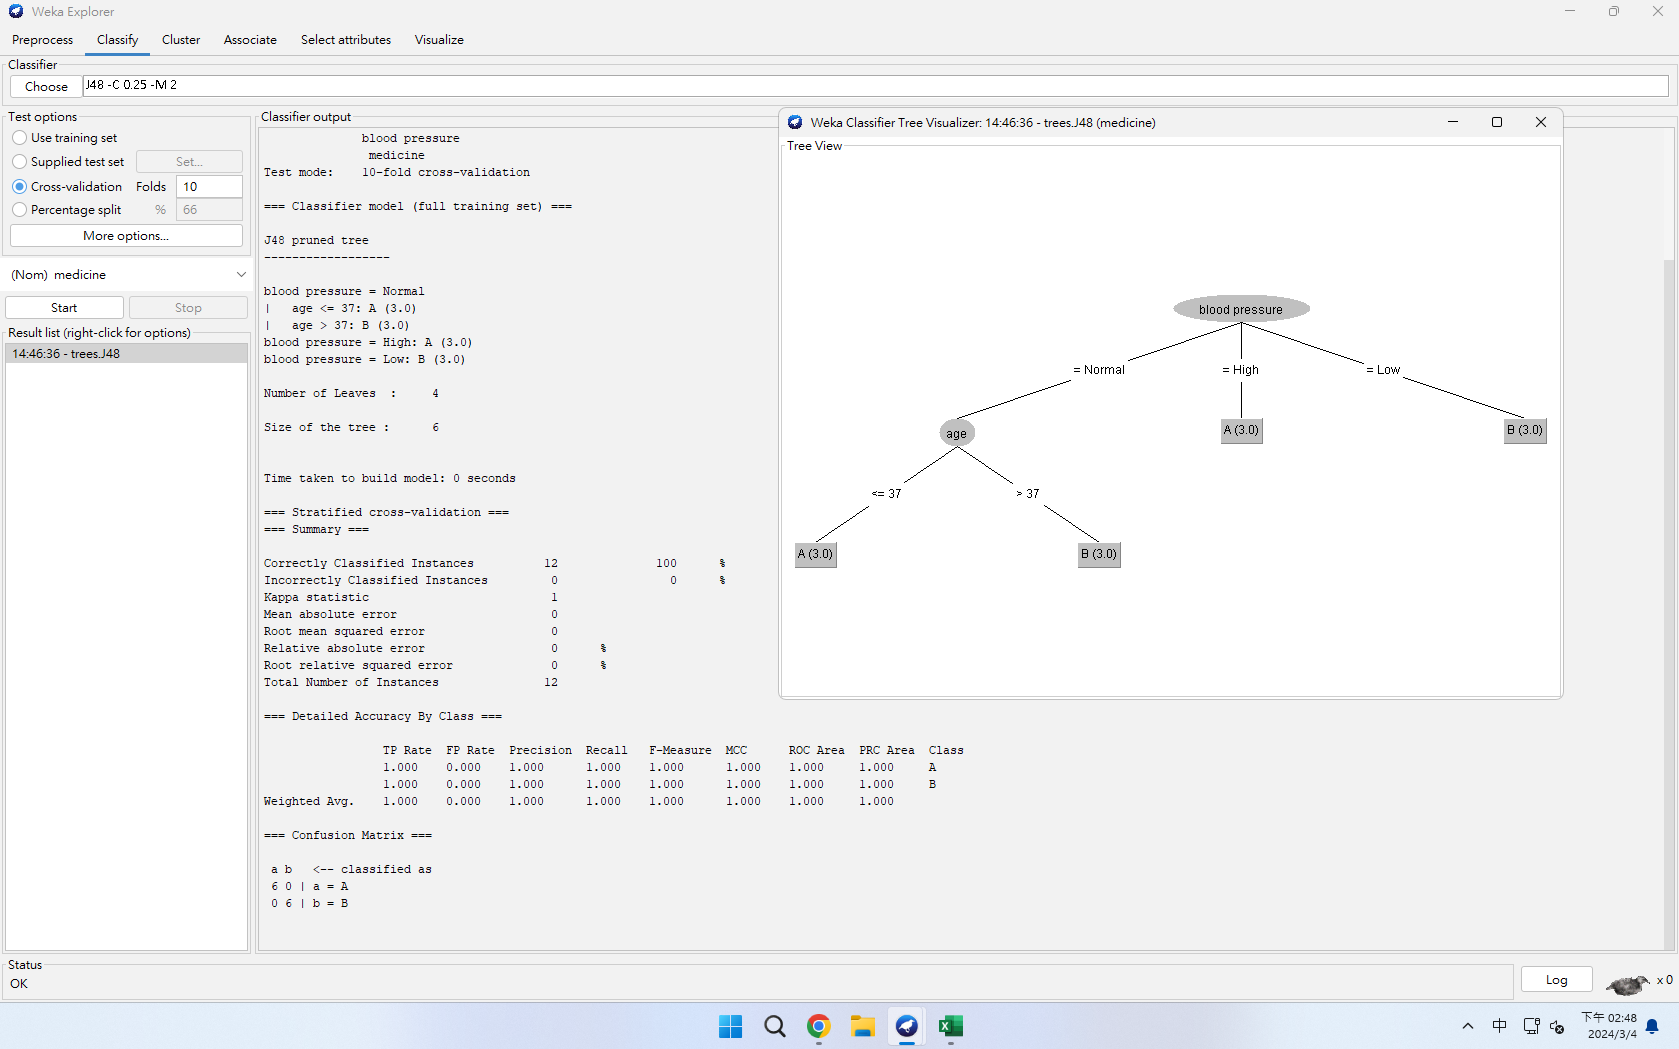 Weka Explorer
Preprocess Classify Cluster Associate Select attributes Visualize
Classifier
Choose J48 -C 0.25 -M 2
Test options
Use training set
Supplied test set Set...
Cross-validation Folds 10
Percentage split % 66
More options...
(Nom) medicine
Start Stop
Result list (right-click for options)
14:46:36 - trees.J48
Classifier output
blood pressure
medicine
Test mode: 10-fold cross-validation
=== Classifier model (full training set) ===
J48 pruned tree
------------------
blood pressure = Normal
| age <= 37: A (3.0)
| age > 37: B (3.0)
blood pressure = High: A (3.0)
blood pressure = Low: B (3.0)
Number of Leaves : 4
Size of the tree : 6
Time taken to build model: 0 seconds
=== Stratified cross-validation ===
=== Summary ===
Correctly Classified Instances 12 100 %
Incorrectly Classified Instances 0 0 %
Kappa statistic 1
Mean absolute error 0
Root mean squared error 0
Relative absolute error 0 %
Root relative squared error 0 %
Total Number of Instances 12
=== Detailed Accuracy By Class ===
TP Rate FP Rate Precision Recall F-Measure MCC ROC Area PRC Area Class
1.000 0.000 1.000 1.000 1.000 1.000 1.000 1.000 A
1.000 0.000 1.000 1.000 1.000 1.000 1.000 1.000 B
Weighted Avg. 1.000 0.000 1.000 1.000 1.000 1.000 1.000 1.000
=== Confusion Matrix ===
a b <-- classified as
6 0 | a = A
0 6 | b = B
Weka Classifier Tree Visualizer: 14:46:36 - trees.J48 (medicine)
Tree View
blood pressure
= Normal = High = Low
age A (3.0) B (3.0)
<= 37 > 37
A (3.0) B (3.0)
Status
OK
Log x 0
中 下午 02:48
2024/3/4